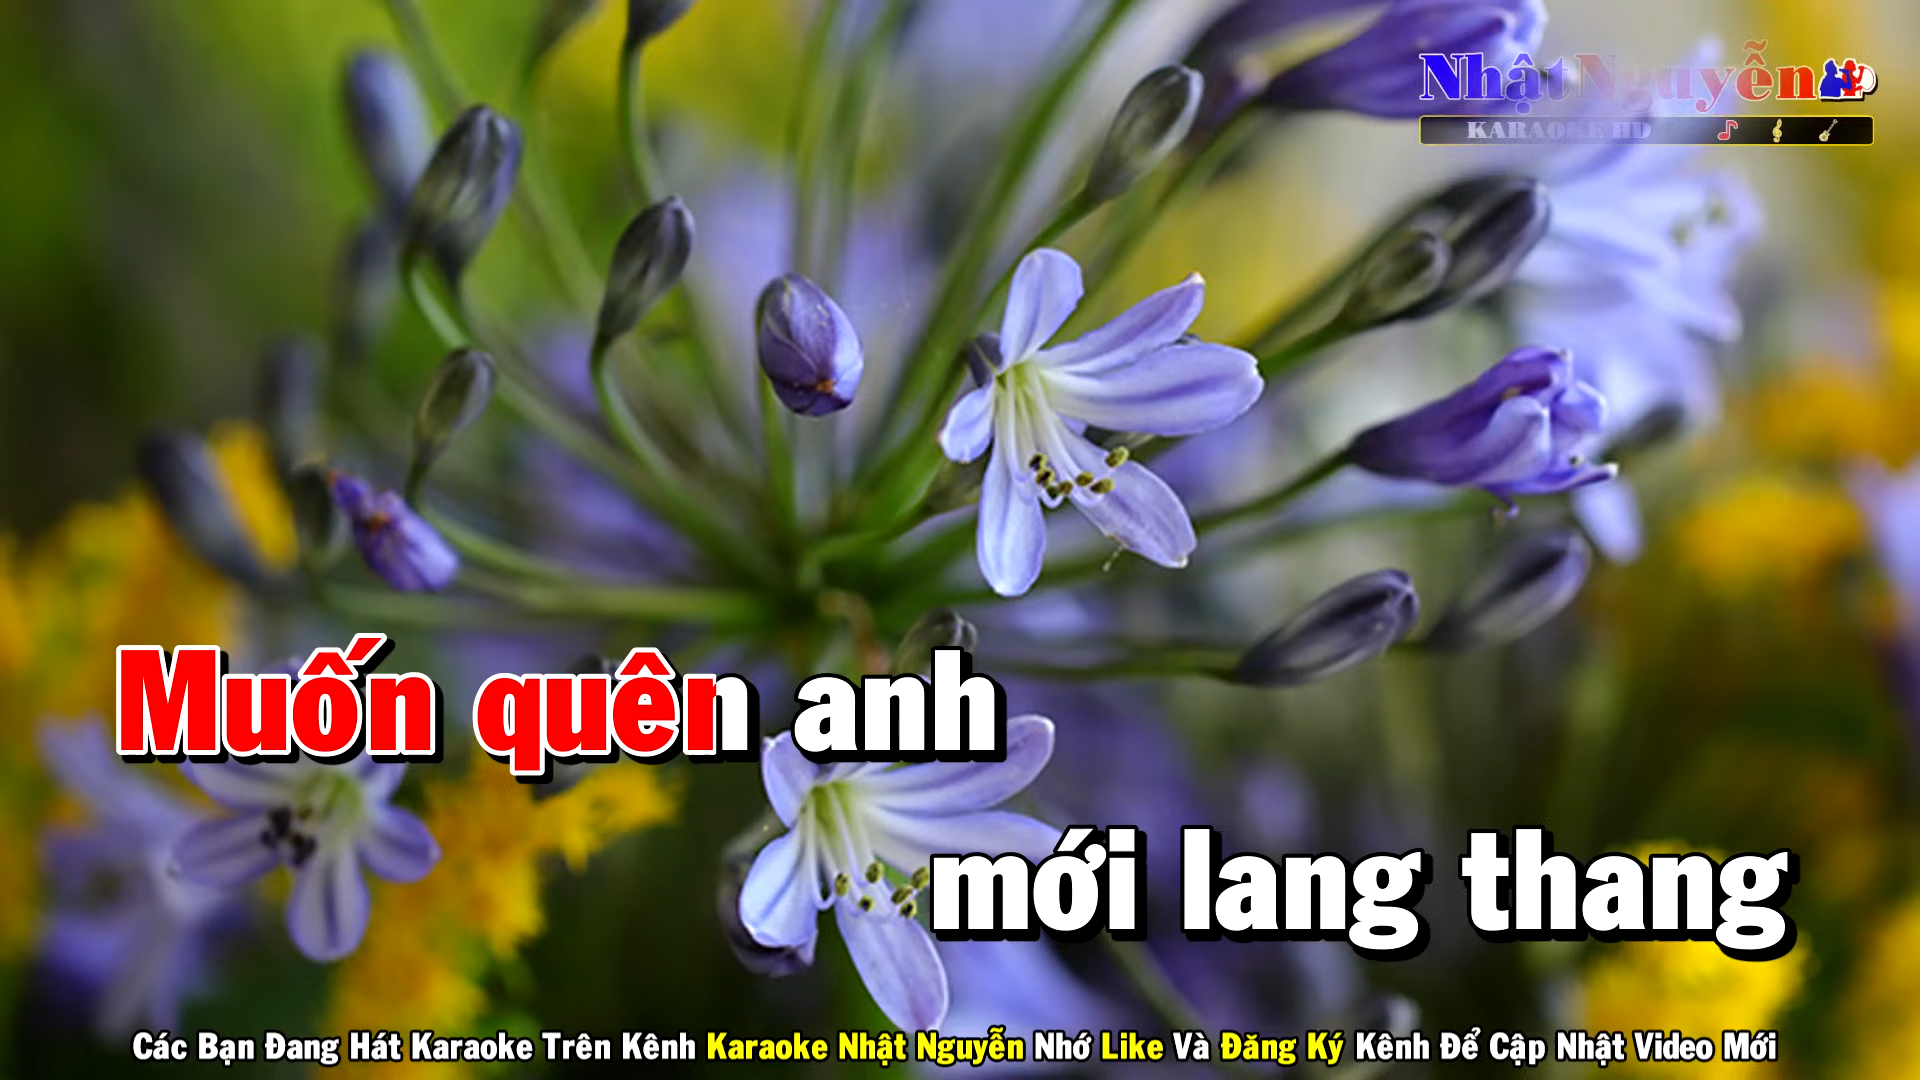 Nhật Nguyễn
KARAOKE HD
Muốn quên anh
mới lang thang
Các Bạn Đang Hát Karaoke Trên Kênh Karaoke Nhật Nguyễn Nhớ Like Và Đăng Ký Kênh Để Cập Nhật Video Mới